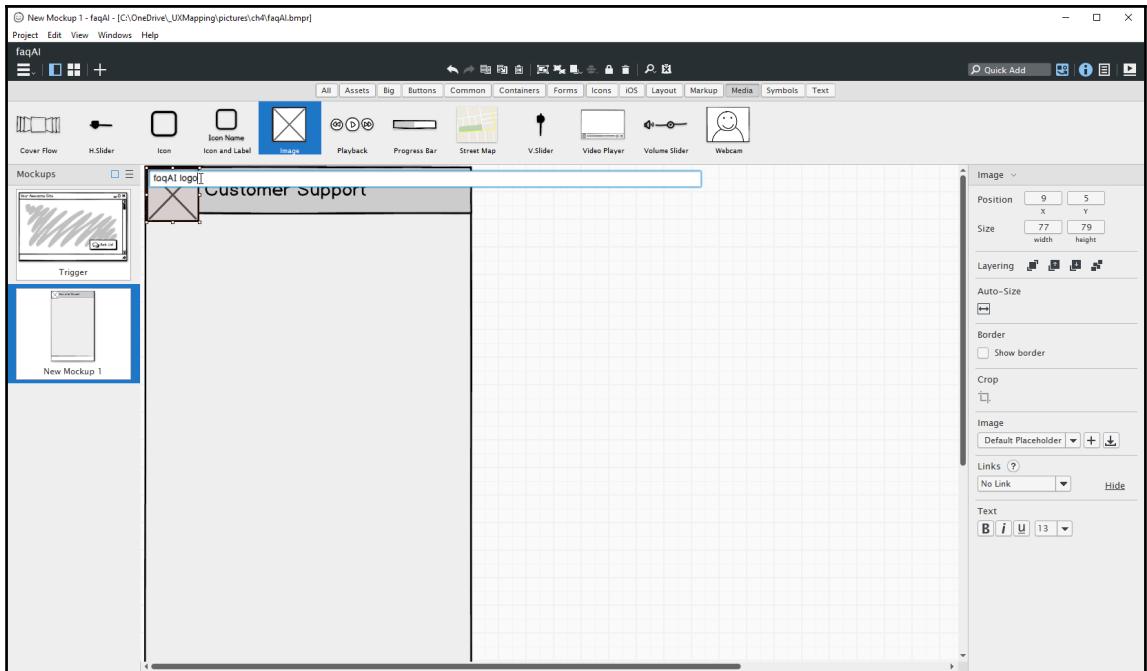 New Mockup 1 - faqAI - [C:\OneDrive\_UXMapping\pictures\ch4\faqAI.bmpr]
Project Edit View Windows Help
faqAI
Quick Add
All Assets Big Buttons Common Containers Forms Icons iOS Layout Markup Media Symbols Text
Icon Name
Cover Flow H.Slider Icon Icon and Label Image Playback Progress Bar Street Map V.Slider Video Player Volume Slider Webcam
Mockups
Trigger
New Mockup 1
faqAI logo
Customer Support
Image
Position 9 5
X Y
Size 77 79
width height
Layering
Auto-Size
Border
Show border
Crop
Image
Default Placeholder
Links ?
No Link Hide
Text
B i U 13